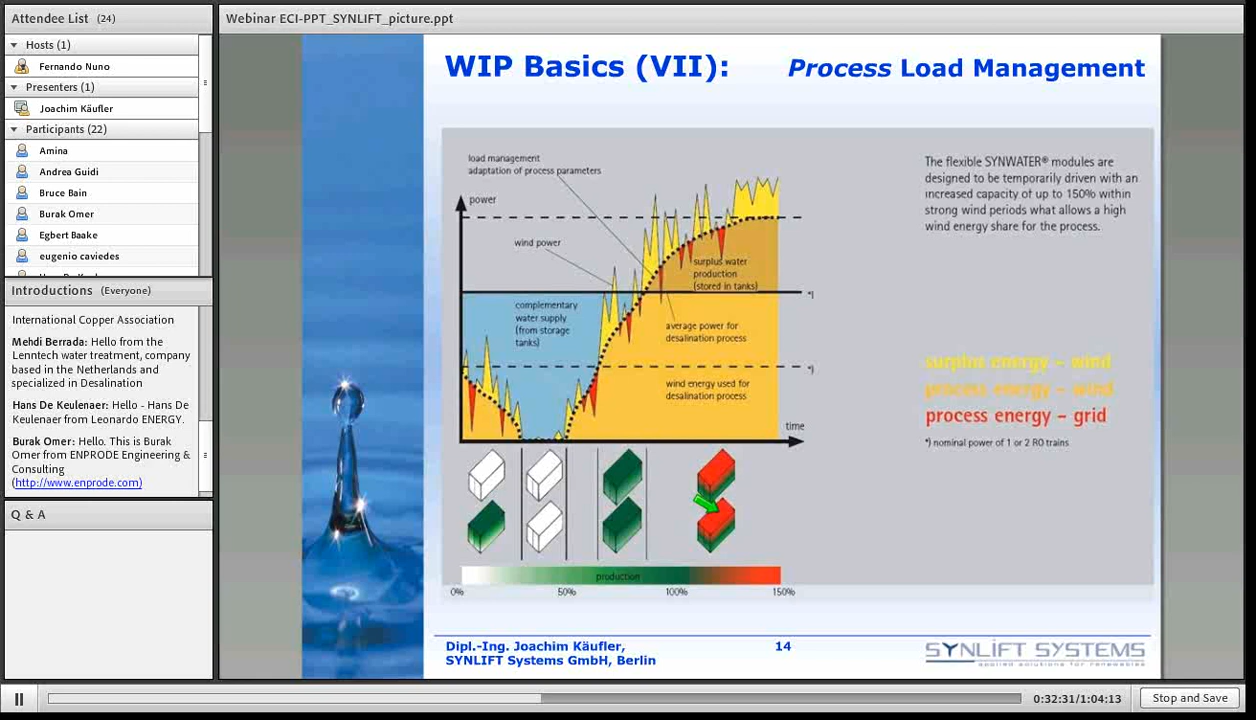 Attendee List (24)
Hosts (1)
Fernando Nuno
Presenters (1)
Joachim Käufler
Participants (22)
Amina
Andrea Guidi
Bruce Bain
Burak Omer
Egbert Baake
eugenio caviedes
Introductions (Everyone)
International Copper Association
Mehdi Berrada: Hello from the
Lenntech water treatment, company
based in the Netherlands and
specialized in Desalination
Hans De Keulenaer: Hello - Hans De
Keulenaer from Leonardo ENERGY.
Burak Omer: Hello. This is Burak
Omer from ENPRODE Engineering &
Consulting
(http://www.enprode.com)
Q & A
Webinar ECI-PPT_SYNLIFT_picture.ppt
WIP Basics (VII): Process Load Management
load management
adaptation of process parameters
power
wind power
surplus water
production
(stored in tanks)
*)
complementary
water supply
(from storage
tanks)
average power for
desalination process
*)
wind energy used for
desalination process
time
production
0% 50% 100% 150%
The flexible SYNWATER® modules are
designed to be temporarily driven with an
increased capacity of up to 150% within
strong wind periods what allows a high
wind energy share for the process.
surplus energy – wind
process energy – wind
process energy – grid
*) nominal power of 1 or 2 RO trains
Dipl.-Ing. Joachim Käufler,
SYNLIFT Systems GmbH, Berlin
14
SYNLIFT SYSTEMS
applied solutions for renewables
0:32:31/1:04:13
Stop and Save